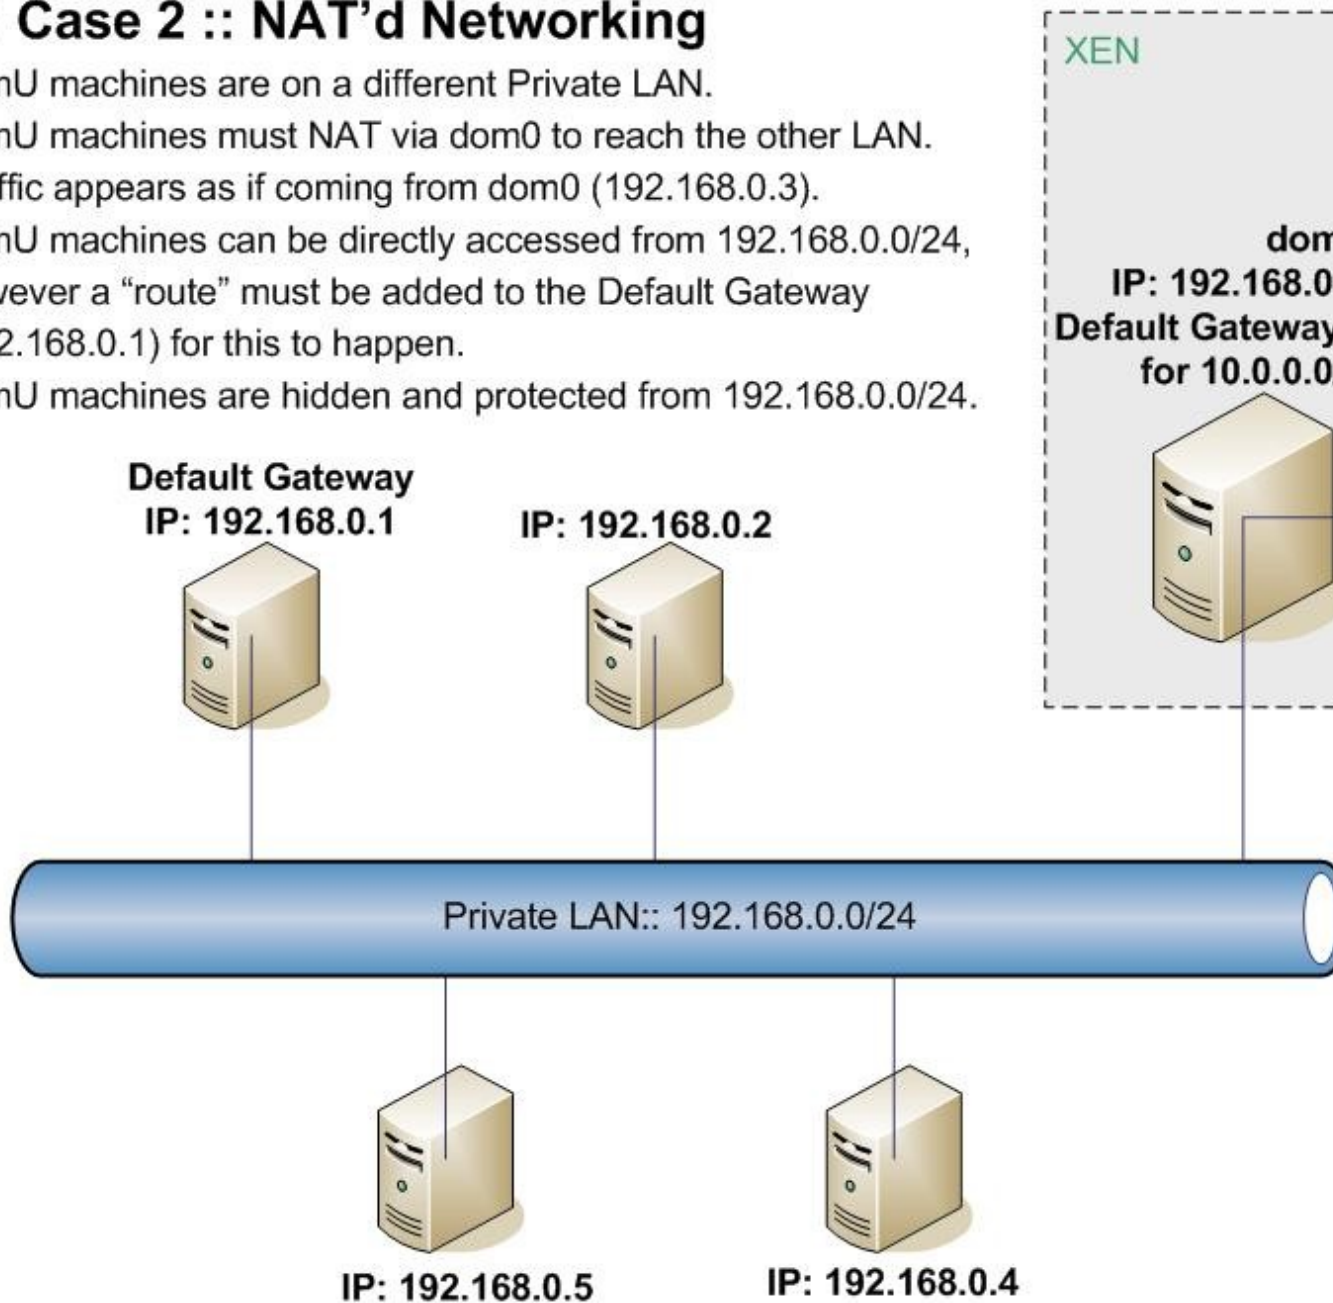 Case 2 :: NAT’d Networking
mU machines are on a different Private LAN.
mU machines must NAT via dom0 to reach the other LAN.
ffic appears as if coming from dom0 (192.168.0.3).
mU machines can be directly accessed from 192.168.0.0/24,
wever a “route” must be added to the Default Gateway
2.168.0.1) for this to happen.
mU machines are hidden and protected from 192.168.0.0/24.
XEN
dom
IP: 192.168.0
Default Gateway
for 10.0.0.0
Default Gateway
IP: 192.168.0.1
IP: 192.168.0.2
Private LAN:: 192.168.0.0/24
IP: 192.168.0.5
IP: 192.168.0.4